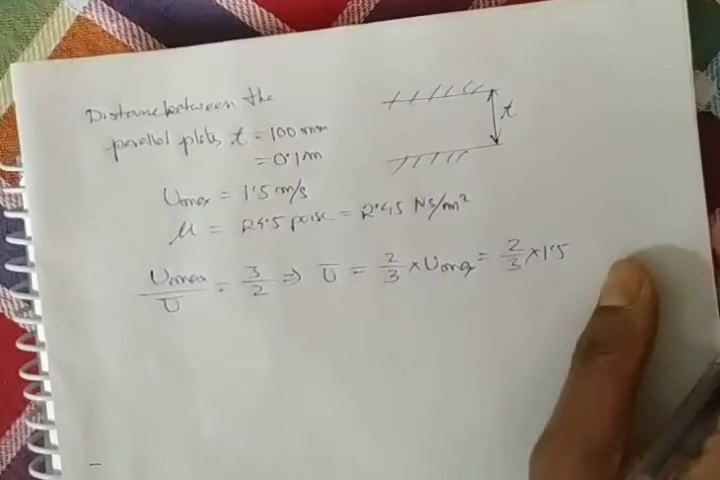 Distance between the
parallel plates, t = 100 mm
= 0.1m
t
Umax = 1.5 m/s
μ = 24.5 poise = 2.45 Ns/m²
Umax/Ū = 3/2 ⇒ Ū = 2/3 × Umax = 2/3 × 1.5